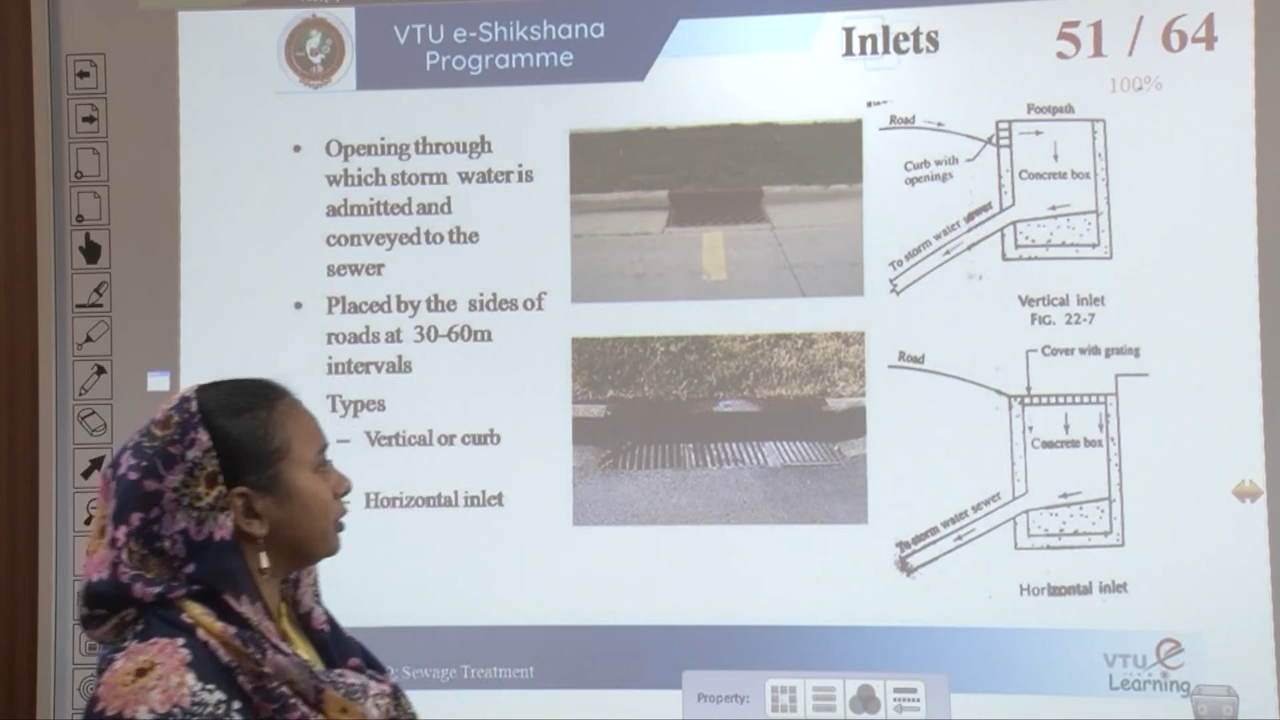 VTU e-Shikshana
Programme
Inlets
51 / 64
100%
• Opening through
which storm water is
admitted and
conveyed to the
sewer
• Placed by the sides of
roads at 30-60m
intervals
Types
– Vertical or curb
– Horizontal inlet
Footpath
Road
Curb with
openings
Concrete box
To storm water sewer
Vertical inlet
FIG. 22-7
Cover with grating
Road
Concrete box
To storm water sewer
Horizontal inlet
: Sewage Treatment
Property:
VTU e
Learning